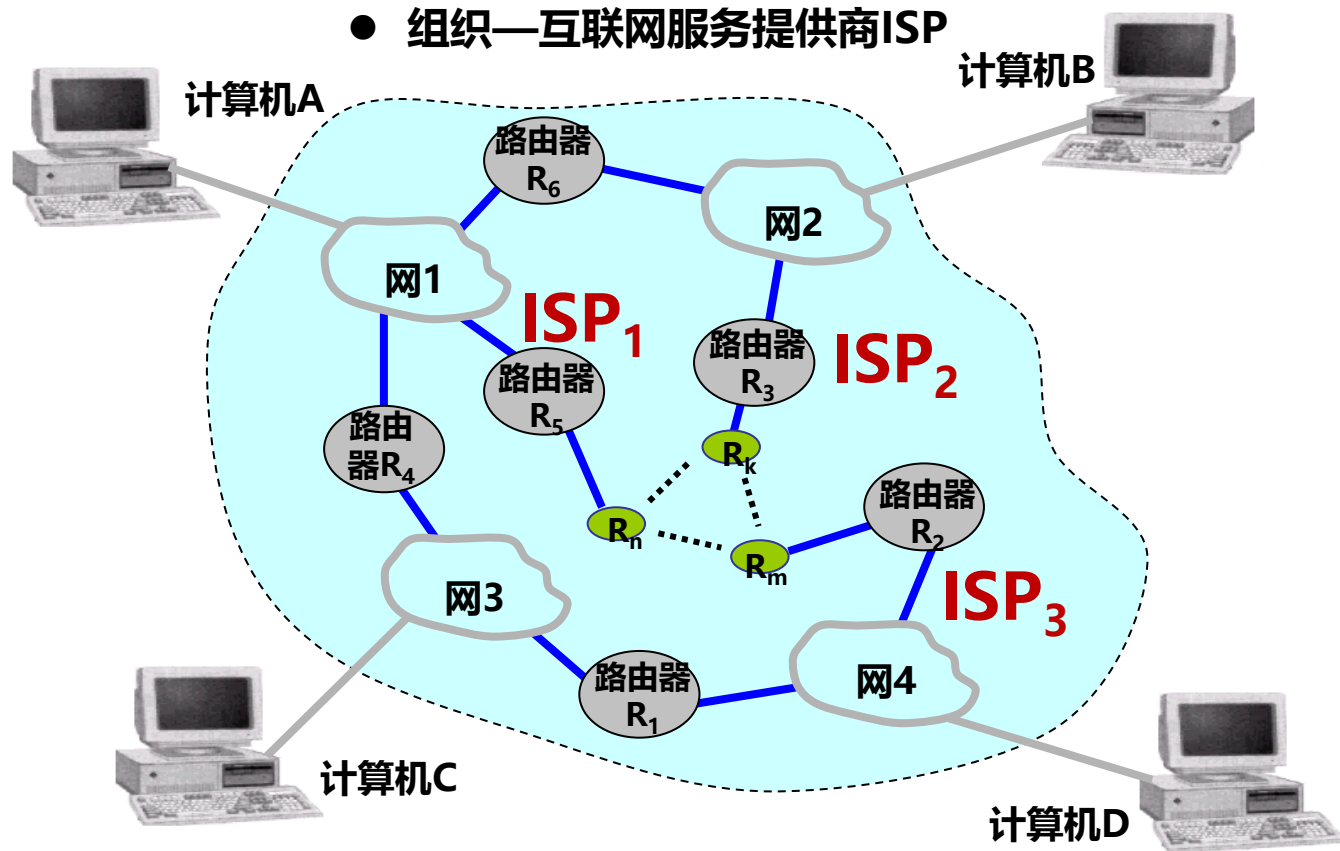 ● 组织—互联网服务提供商ISP
计算机A
计算机B
路由器
R6
网2
网1
ISP1
路由器
R3
ISP2
路由器
R5
路由
器R4
Rk
路由器
R2
Rn
Rm
ISP3
网3
网4
路由器
R1
计算机C
计算机D